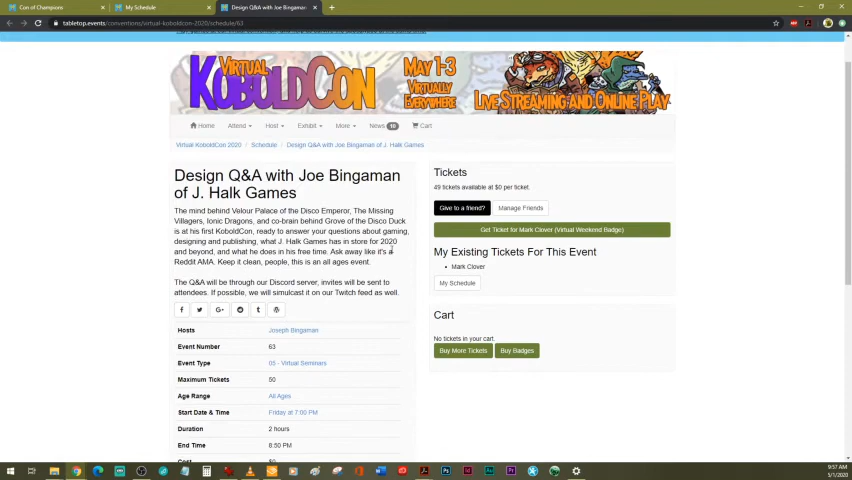 Con of Champions
My Schedule
Design Q&A with Joe Bingaman
tabletop.events/conventions/virtual-koboldcon-2020/schedule/63
VIRTUAL
KOBOLDCON
MAY 1-3
VIRTUALLY
EVERYWHERE
LIVE STREAMING AND ONLINE PLAY
Home
Attend
Host
Exhibit
More
News 10
Cart
Virtual KoboldCon 2020 / Schedule / Design Q&A with Joe Bingaman of J. Halk Games
Design Q&A with Joe Bingaman
of J. Halk Games
The mind behind Velour Palace of the Disco Emperor, The Missing
Villagers, Ionic Dragons, and co-brain behind Grove of the Disco Duck
is at his first KoboldCon, ready to answer your questions about gaming,
designing and publishing, what J. Halk Games has in store for 2020
and beyond, and what he does in his free time. Ask away like it's a
Reddit AMA. Keep it clean, people, this is an all ages event.
The Q&A will be through our Discord server, invites will be sent to
attendees. If possible, we will simulcast it on our Twitch feed as well.
Hosts Joseph Bingaman
Event Number 63
Event Type 05 - Virtual Seminars
Maximum Tickets 50
Age Range All Ages
Start Date & Time Friday at 7:00 PM
Duration 2 hours
End Time 8:50 PM
Cost $0
Tickets
49 tickets available at $0 per ticket.
Give to a friend?
Manage Friends
Get Ticket for Mark Clover (Virtual Weekend Badge)
My Existing Tickets For This Event
Mark Clover
My Schedule
Cart
No tickets in your cart.
Buy More Tickets
Buy Badges
9:57 AM
5/1/2020